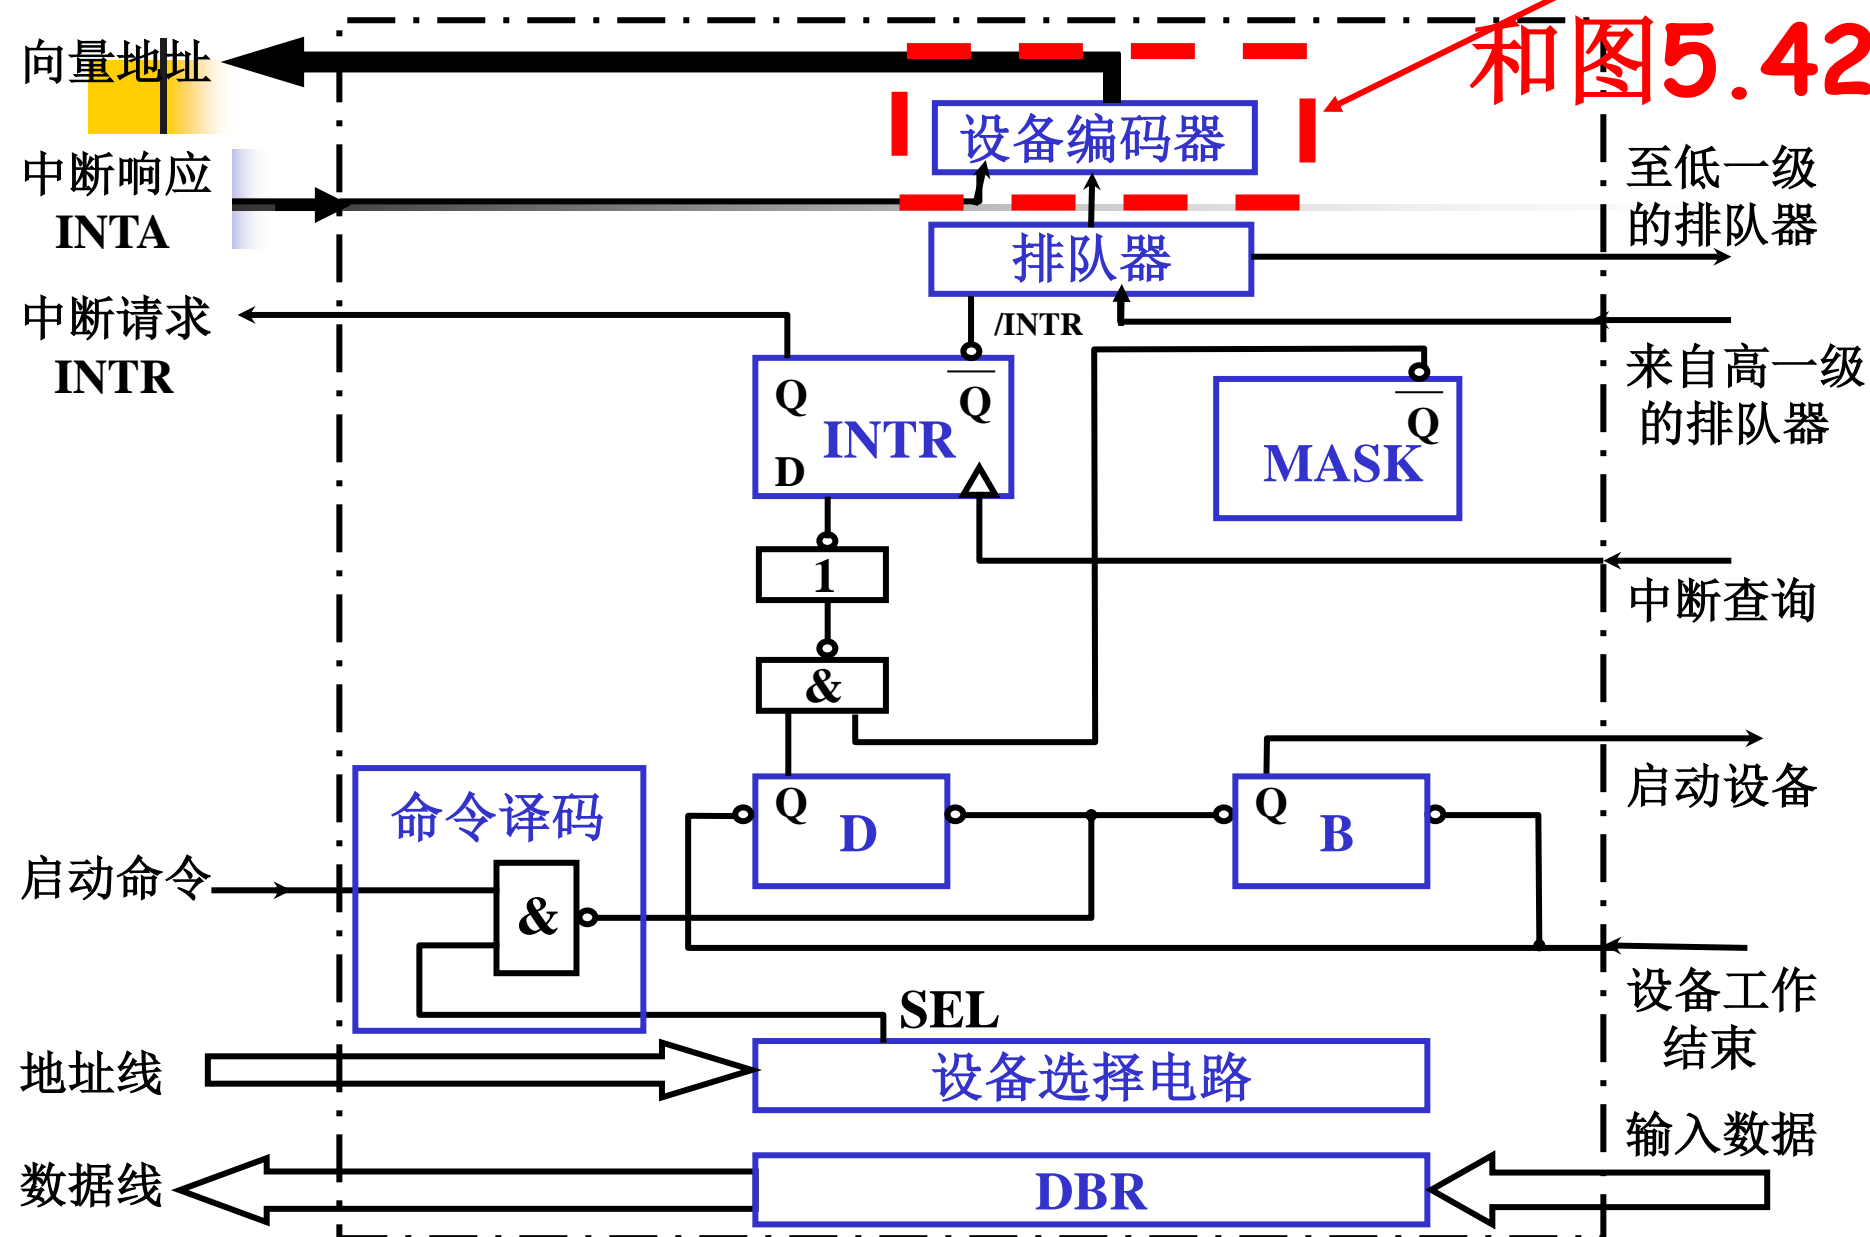 和图5.42
向量地址
设备编码器
中断响应
INTA
至低一级
的排队器
排队器
中断请求
INTR
/INTR
来自高一级
的排队器
Q
Q
INTR
D
Q
MASK
1
中断查询
&
启动设备
命令译码
Q
D
Q
B
启动命令
&
设备工作
结束
SEL
地址线
设备选择电路
输入数据
数据线
DBR